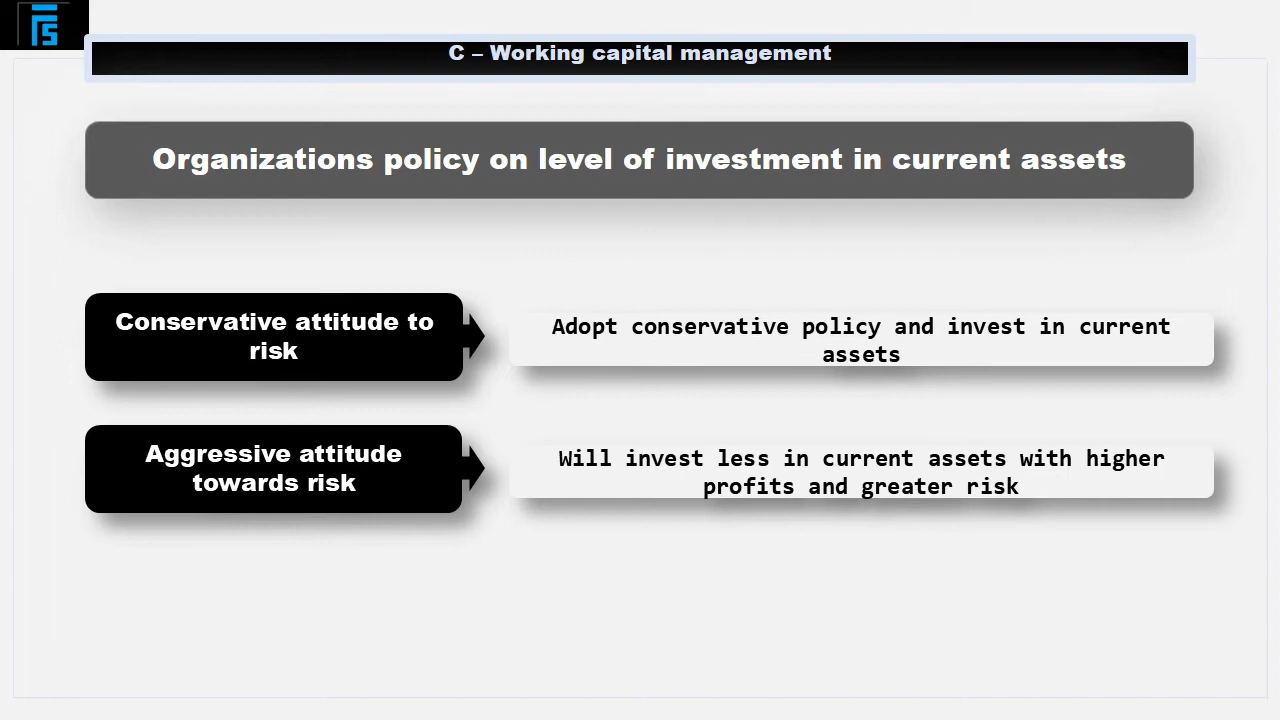 C – Working capital management
Organizations policy on level of investment in current assets
Conservative attitude to
risk
Adopt conservative policy and invest in current
assets
Aggressive attitude
towards risk
Will invest less in current assets with higher
profits and greater risk